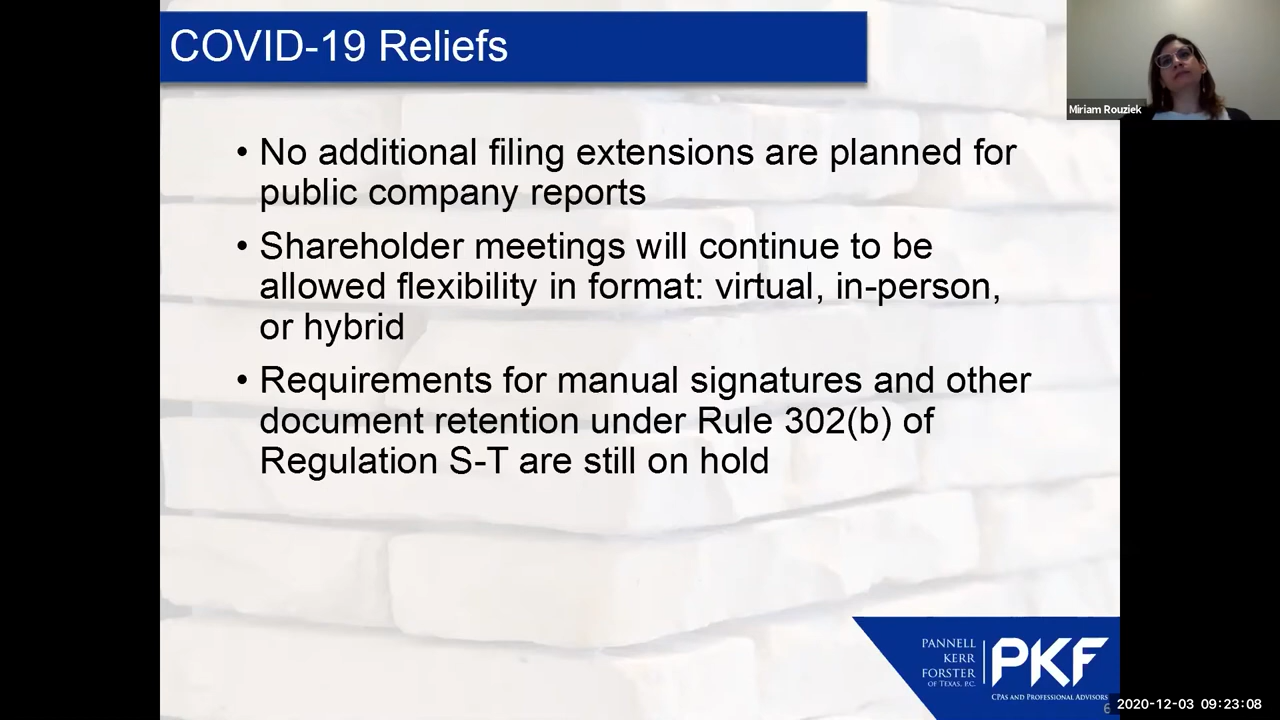 COVID-19 Reliefs
Miriam Rouziek
• No additional filing extensions are planned for
public company reports
• Shareholder meetings will continue to be
allowed flexibility in format: virtual, in-person,
or hybrid
• Requirements for manual signatures and other
document retention under Rule 302(b) of
Regulation S-T are still on hold
PANNELL
KERR
FORSTER
OF TEXAS, P.C.
PKF
CPAS AND PROFESSIONAL ADVISORS
6
2020-12-03 09:23:08